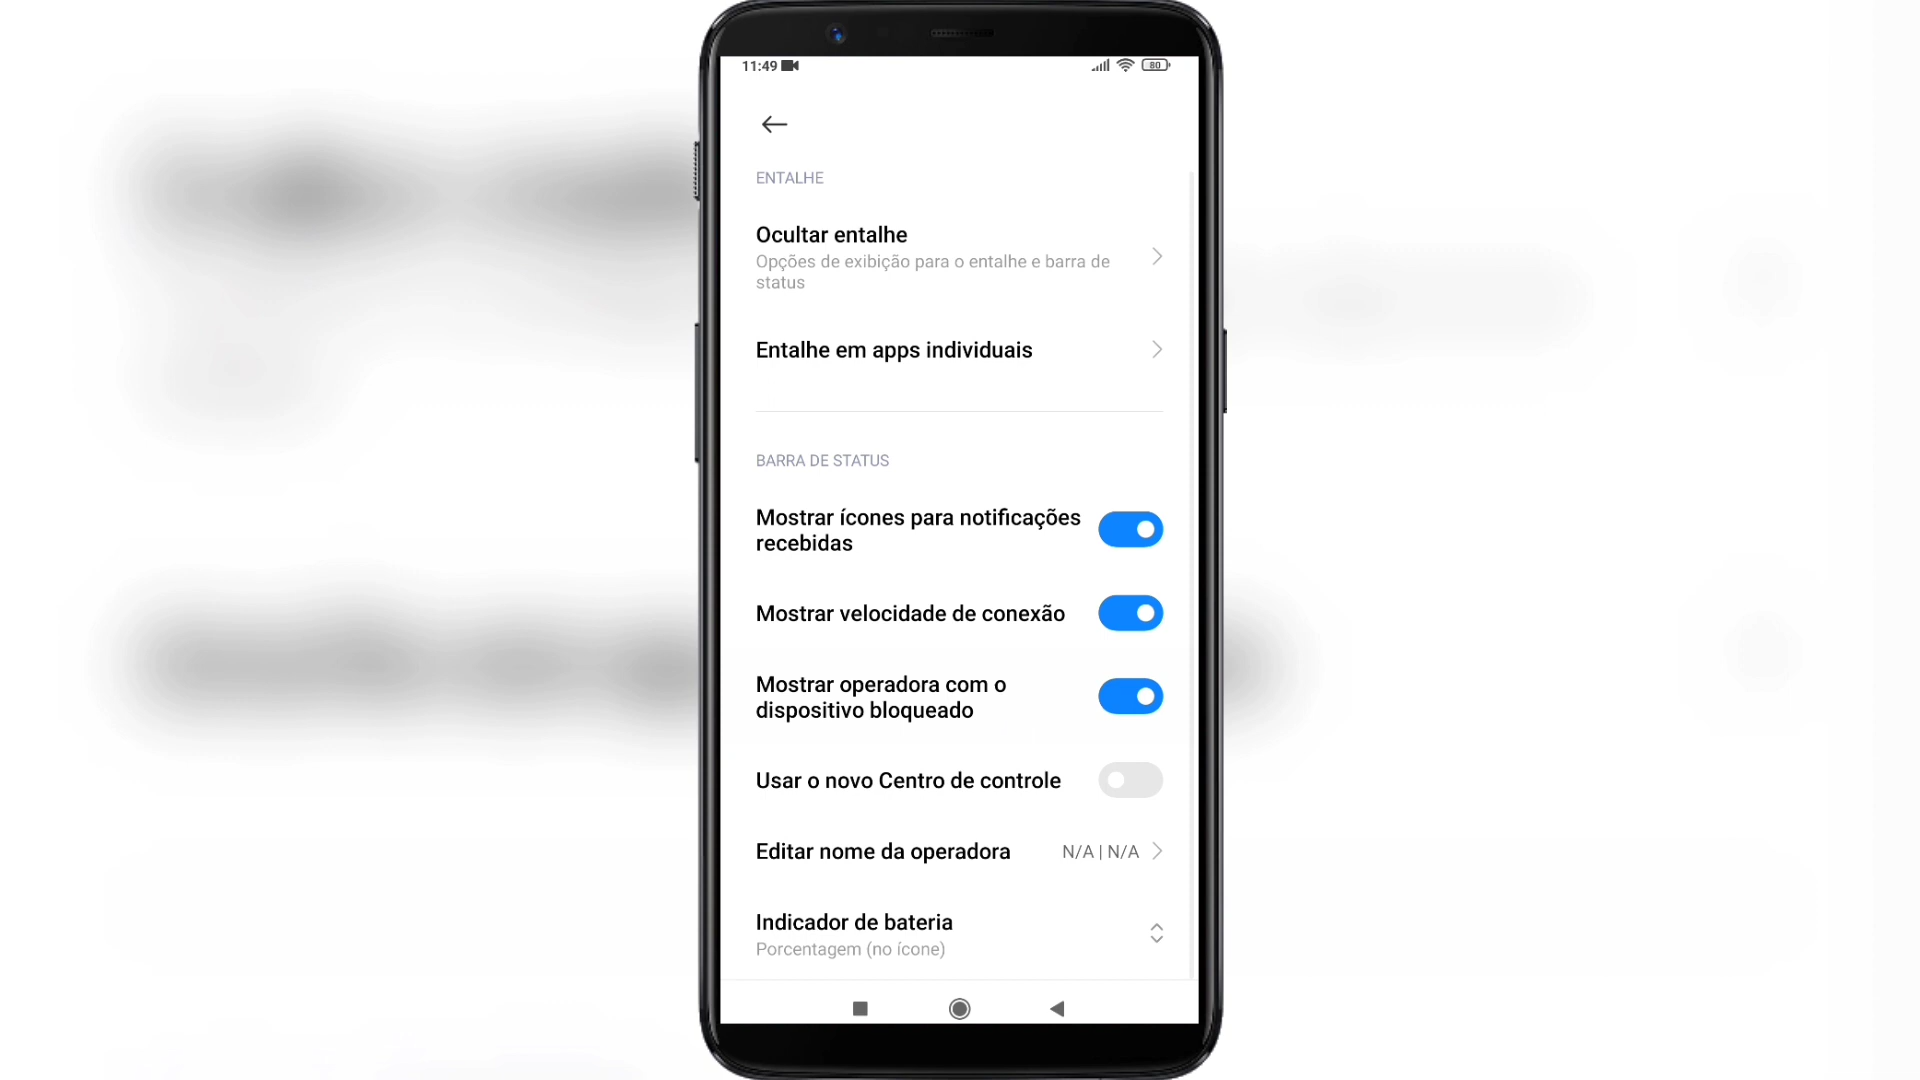 11:49
80
ENTALHE
Ocultar entalhe
Opções de exibição para o entalhe e barra de
status
Entalhe em apps individuais
BARRA DE STATUS
Mostrar ícones para notificações
recebidas
Mostrar velocidade de conexão
Mostrar operadora com o
dispositivo bloqueado
Usar o novo Centro de controle
Editar nome da operadora N/A | N/A
Indicador de bateria
Porcentagem (no ícone)